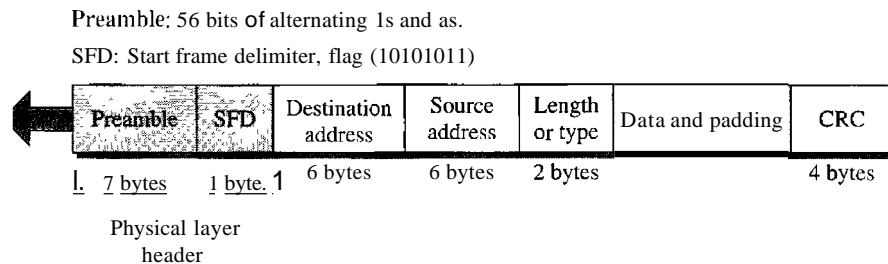 Preamble: 56 bits of alternating 1s and as.
SFD: Start frame delimiter, flag (10101011)
Preamble SFD Destination address Source address Length or type Data and padding CRC
I. 7 bytes 1 byte. 1 6 bytes 6 bytes 2 bytes 4 bytes
Physical layer
header